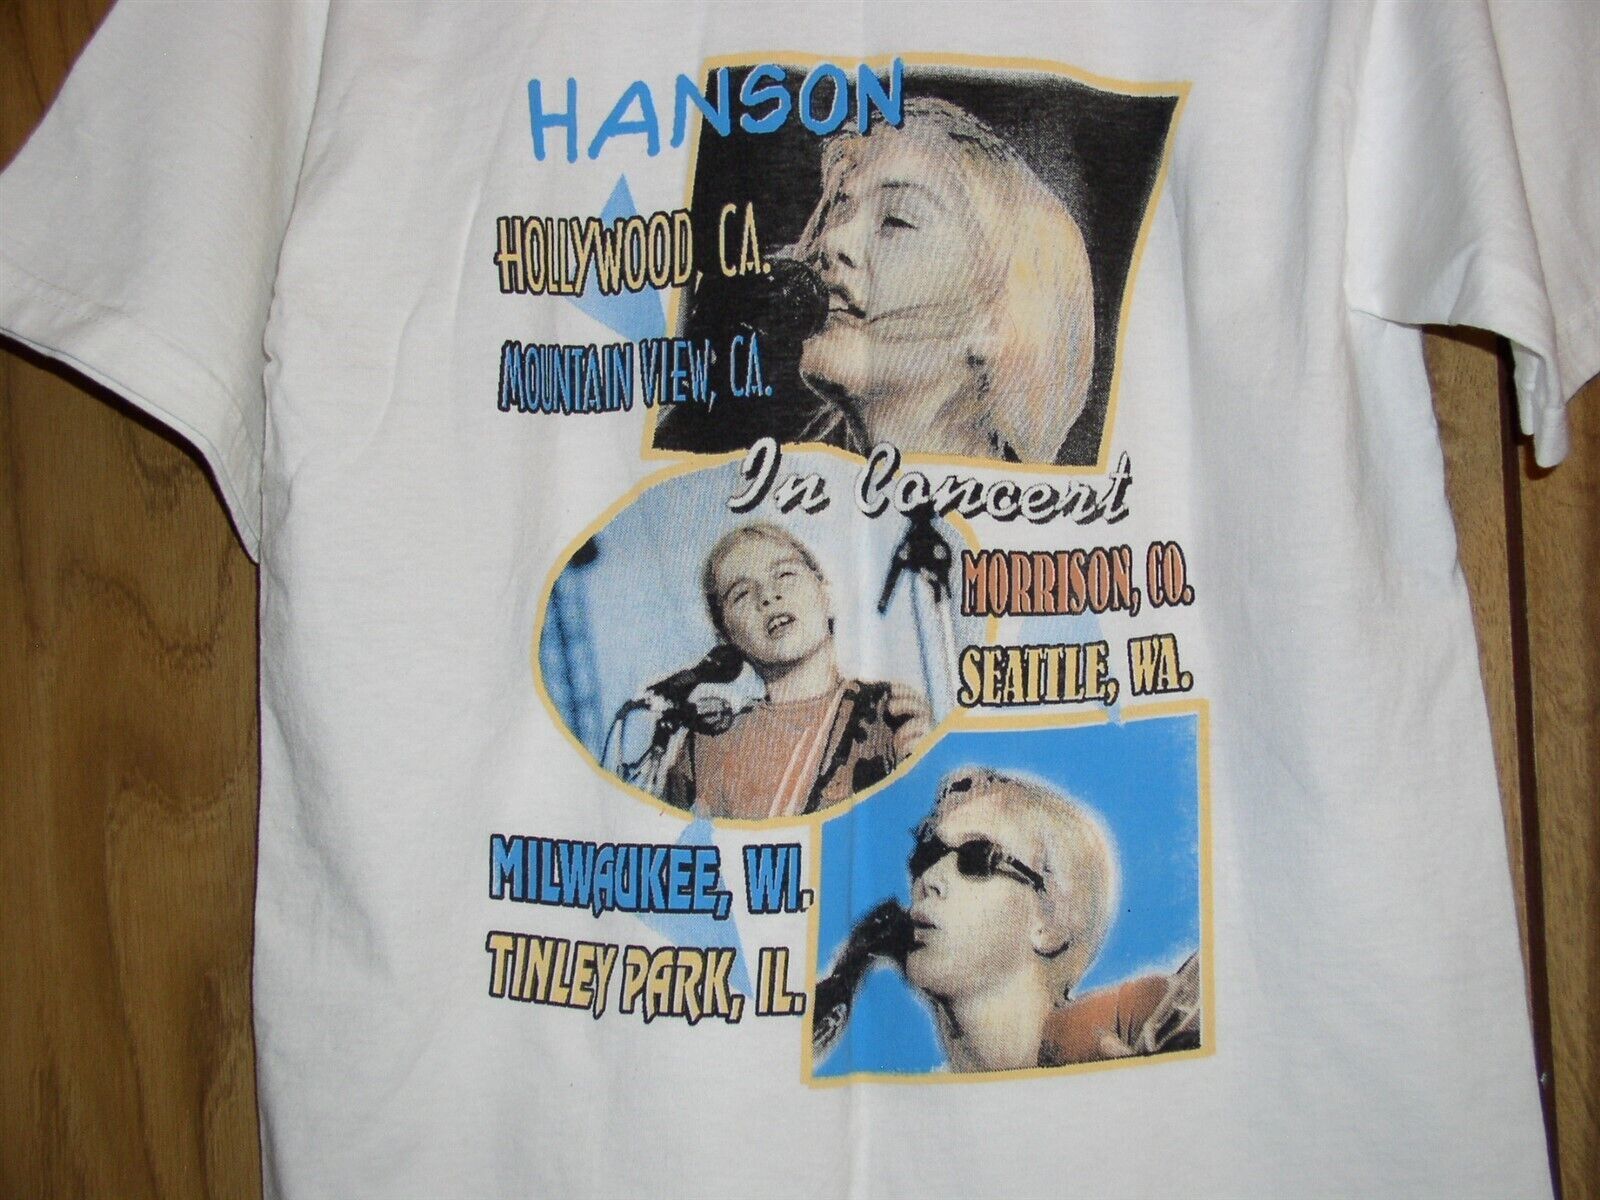 HANSON
HOLLYWOOD, CA.
MOUNTAIN VIEW, CA.
In Concert
MORRISON, CO.
SEATTLE, WA.
MILWAUKEE, WI.
TINLEY PARK, IL.